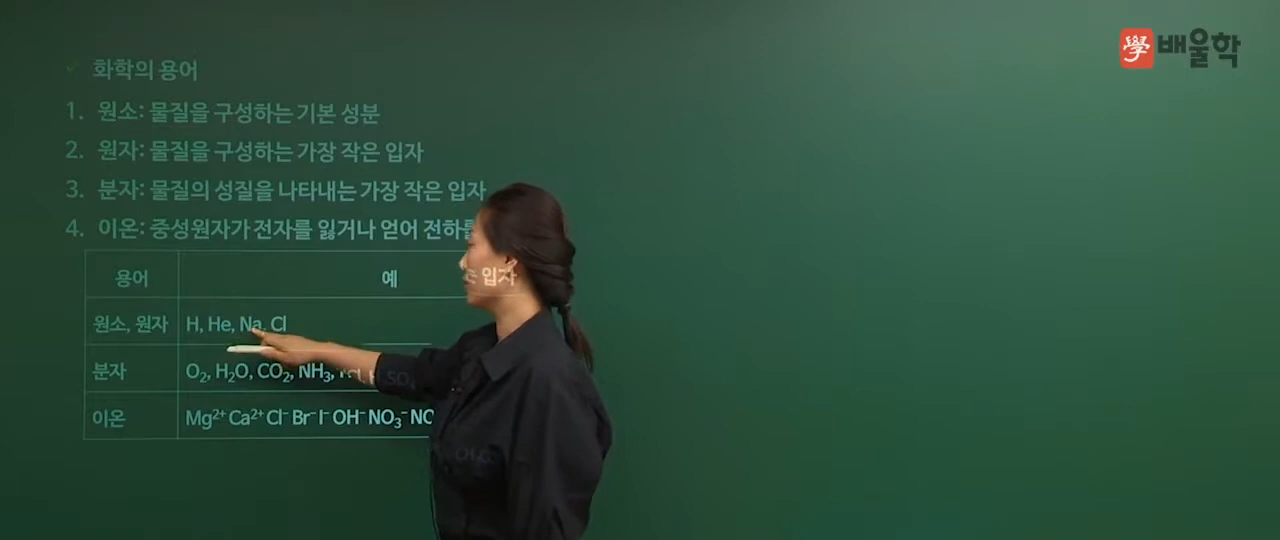 學 배울학
✓ 화학의 용어
1. 원소: 물질을 구성하는 기본 성분
2. 원자: 물질을 구성하는 가장 작은 입자
3. 분자: 물질의 성질을 나타내는 가장 작은 입자
4. 이온: 중성원자가 전자를 잃거나 얻어 전하를
입자
용어 예
원소, 원자 H, He, Na, Cl
분자 O₂, H₂O, CO₂, NH₃,
이온 Mg²⁺ Ca²⁺ Cl⁻ Br⁻ I⁻ OH⁻ NO₃⁻